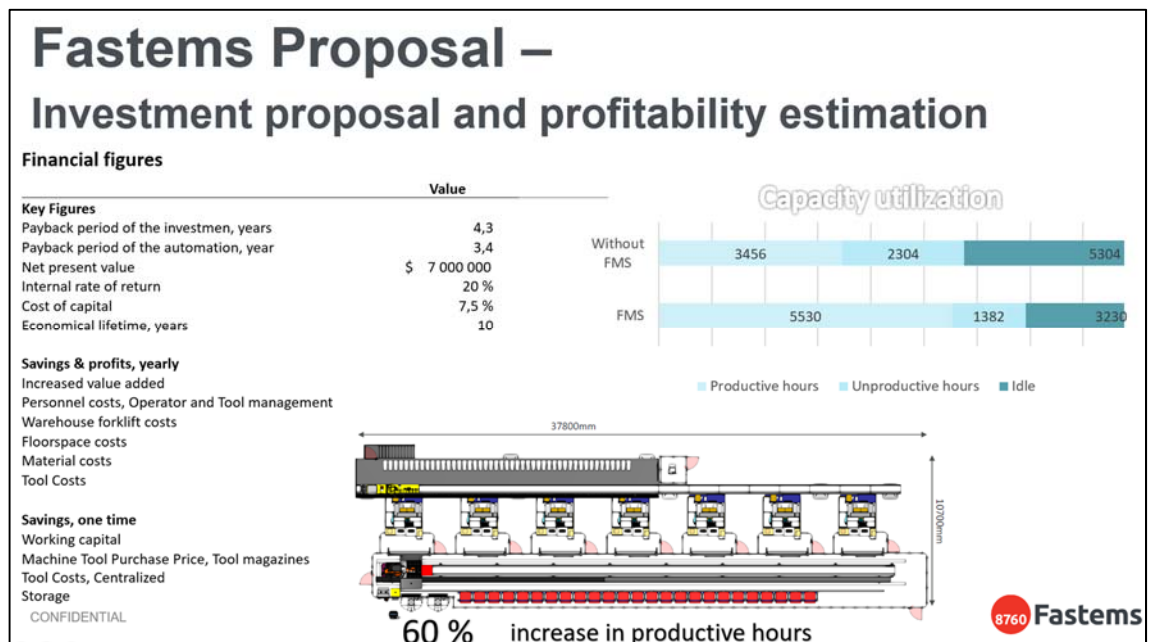 Fastems Proposal –
Investment proposal and profitability estimation
Financial figures
Value
Key Figures
Payback period of the investmen, years 4,3
Payback period of the automation, year 3,4
Net present value $ 7 000 000
Internal rate of return 20 %
Cost of capital 7,5 %
Economical lifetime, years 10
Savings & profits, yearly
Increased value added
Personnel costs, Operator and Tool management
Warehouse forklift costs
Floorspace costs
Material costs
Tool Costs
Savings, one time
Working capital
Machine Tool Purchase Price, Tool magazines
Tool Costs, Centralized
Storage
CONFIDENTIAL
Capacity utilization
Without
FMS
3456 2304 5304
FMS 5530 1382 3230
Productive hours Unproductive hours Idle
37800mm
10700mm
60 % increase in productive hours
8760 Fastems